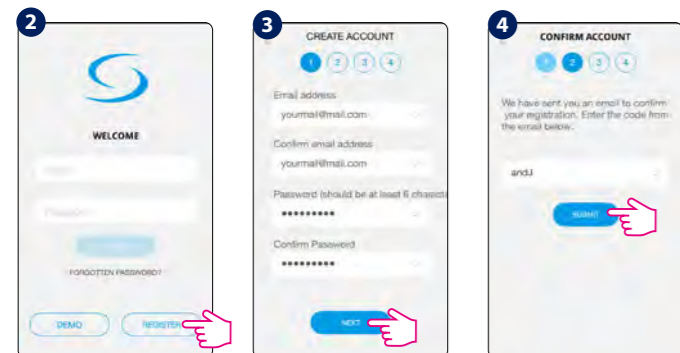 2
WELCOME
FORGOTTEN PASSWORD?
DEMO
REGISTER
3
CREATE ACCOUNT
1 2 3 4
Email address
yourmail@mail.com
Confirm email address
yourmail@mail.com
Password (should be at least 6 charact
•••••••••
Confirm Password
•••••••••
NEXT
4
CONFIRM ACCOUNT
1 2 3 4
We have sent you an email to confirm
your registration. Enter the code from
the email below.
andJ
SUBMIT